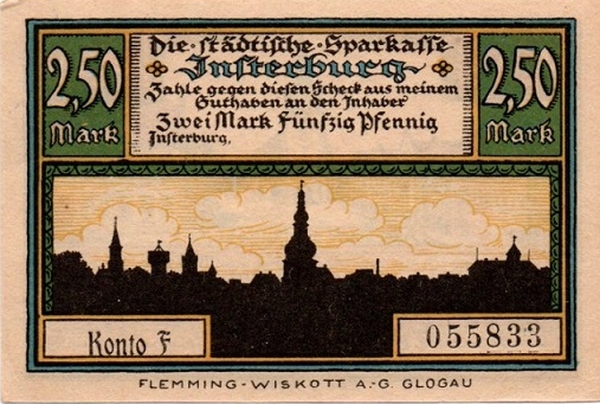 2,50
Mark
Die städtische Sparkasse
Insterburg
Zahle gegen diesen Scheck aus meinem
Guthaben an den Inhaber
Zwei Mark Fünfzig Pfennig
Insterburg,
2,50
Mark
Konto F
055833
FLEMMING-WISKOTT A.-G. GLOGAU